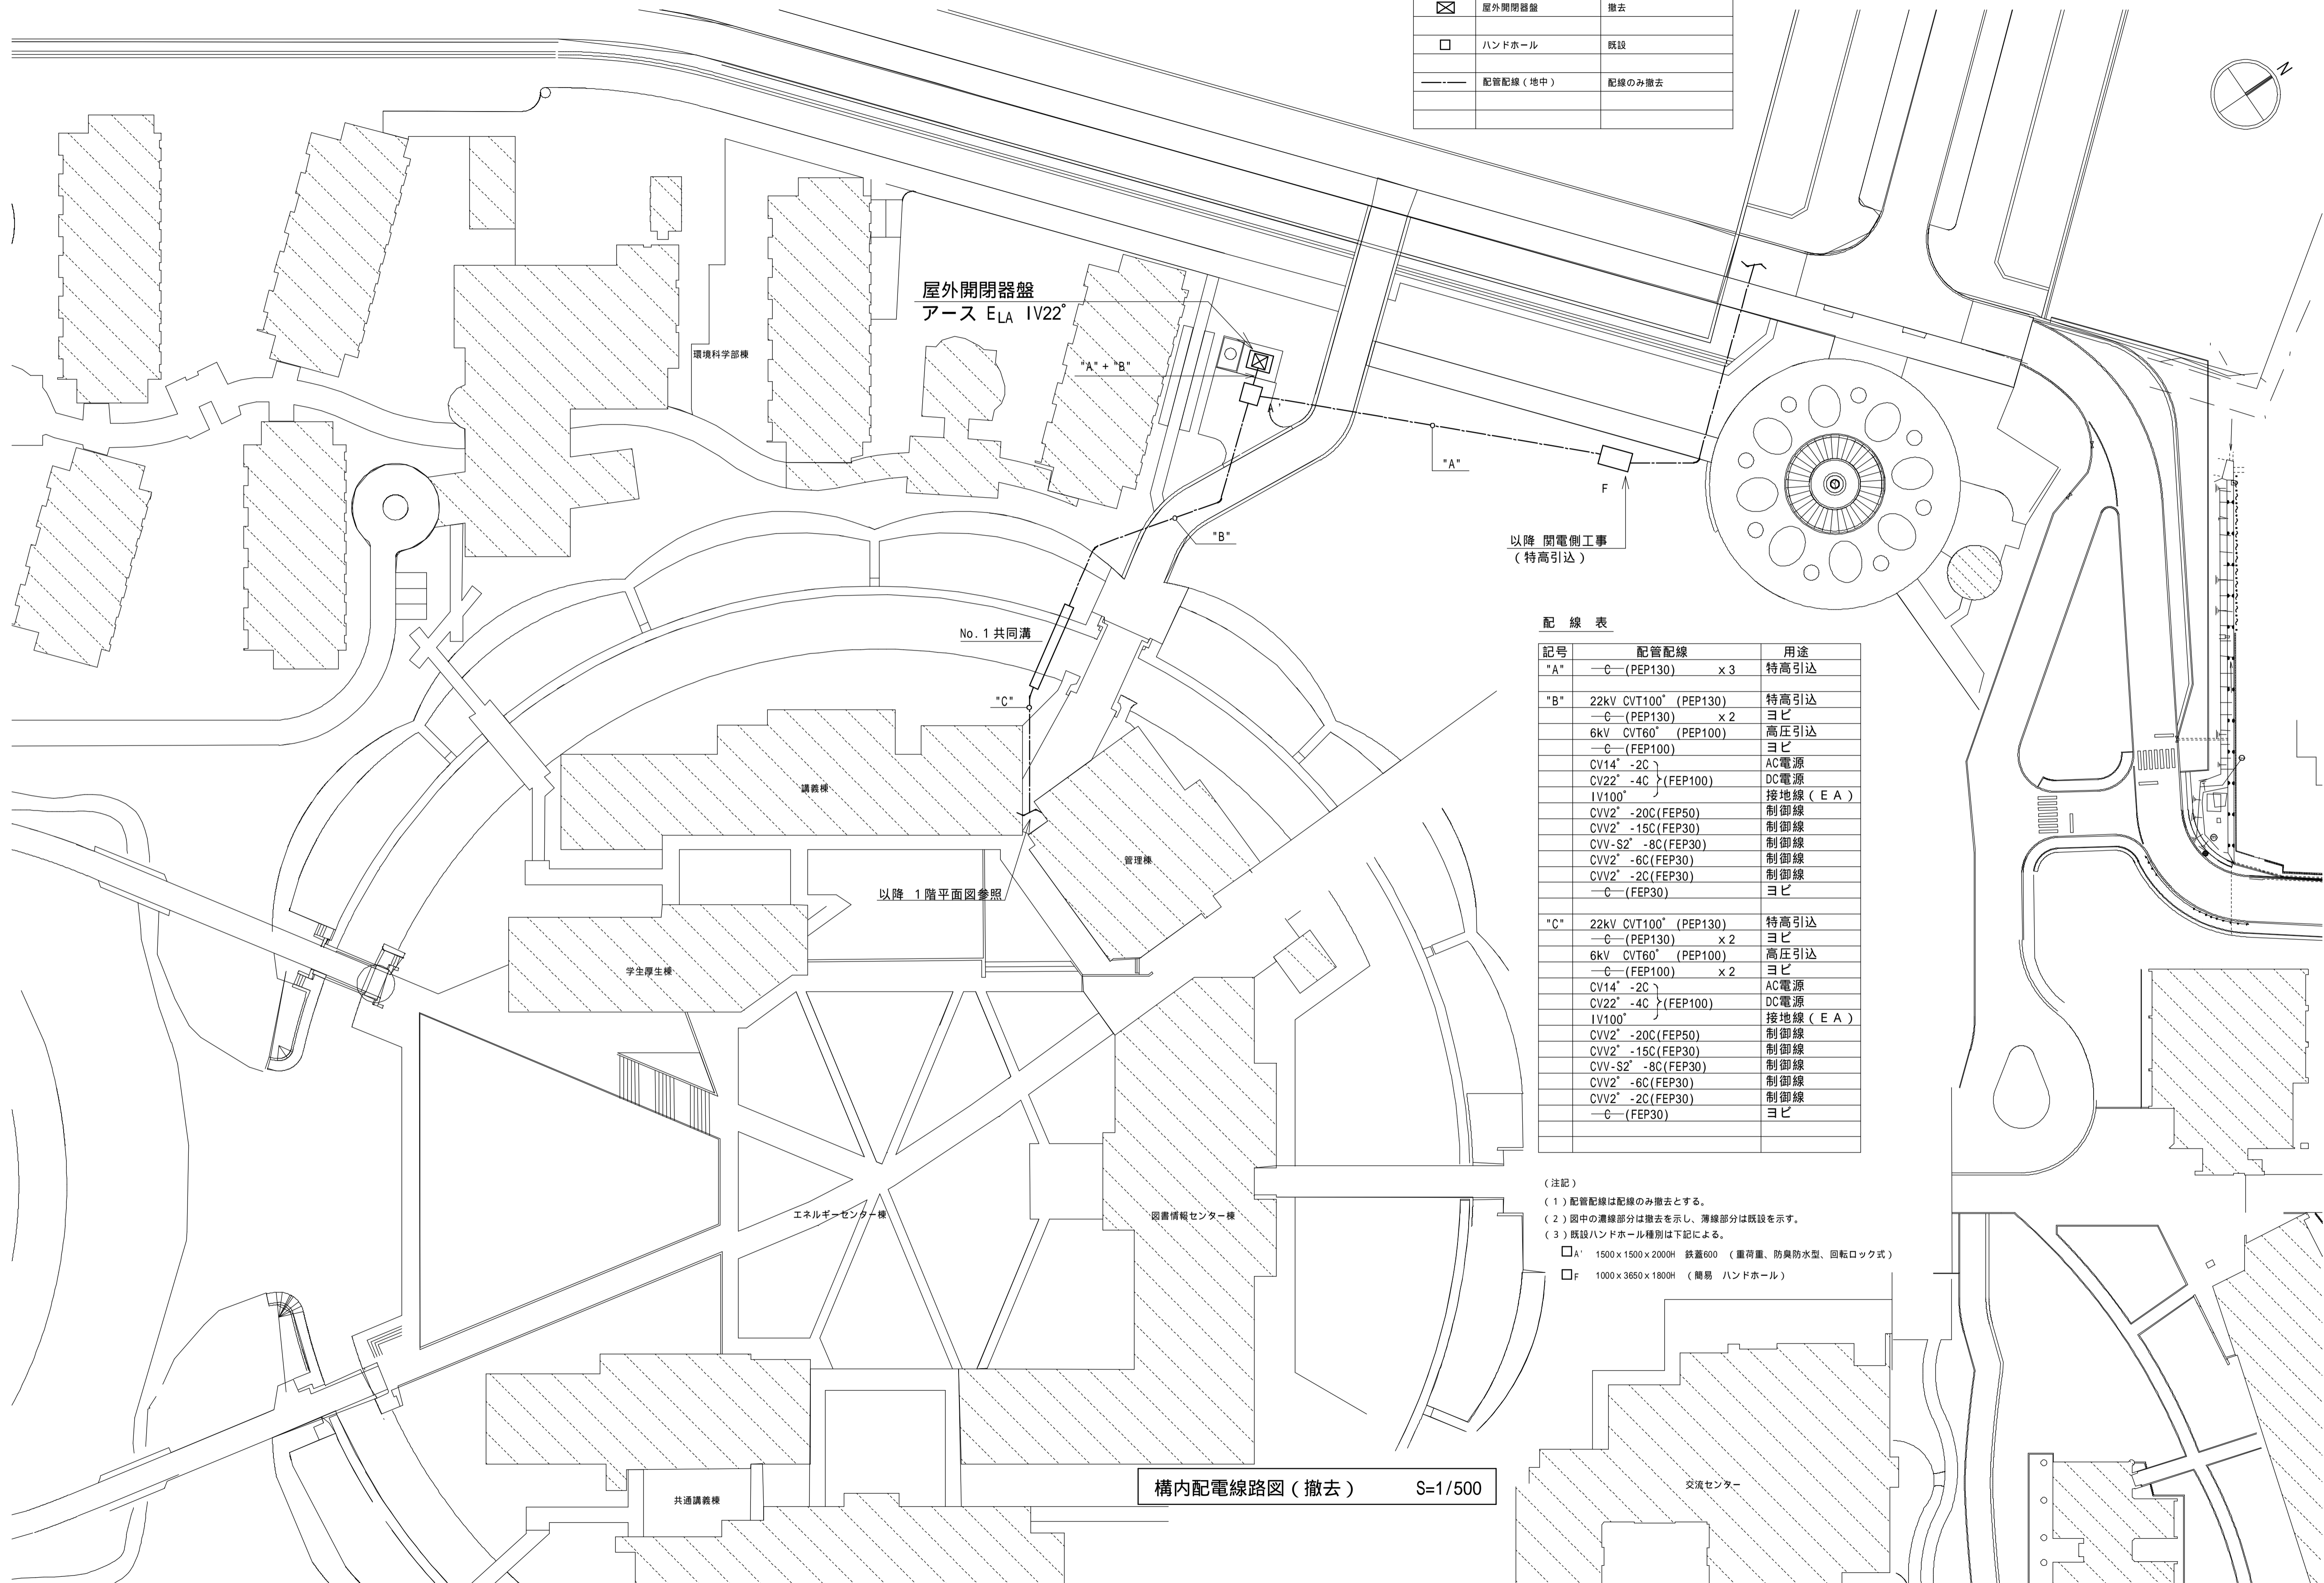 屋外開閉器盤 撤去
ハンドホール 既設
配管配線（地中） 配線のみ撤去
N
屋外開閉器盤
アース ELA IV22°
"A" + "B"
A'
環境科学部棟
"A"
F
"B"
以降 関電側工事
（特高引込）
No.1共同溝
"C"
講義棟
管理棟
以降 1階平面図参照
学生厚生棟
エネルギーセンター棟
図書情報センター棟
共通講義棟
交流センター
配 線 表
記号 配管配線 用途
"A" C (PEP130) x3 特高引込
"B" 22kV CVT100° (PEP130) 特高引込
C (PEP130) x2 ヨビ
6kV CVT60° (PEP100) 高圧引込
C (FEP100) ヨビ
CV14° -2C AC電源
CV22° -4C (FEP100) DC電源
IV100° 接地線（EA）
CVV2° -20C(FEP50) 制御線
CVV2° -15C(FEP30) 制御線
CVV-S2° -8C(FEP30) 制御線
CVV2° -6C(FEP30) 制御線
CVV2° -2C(FEP30) 制御線
C (FEP30) ヨビ
"C" 22kV CVT100° (PEP130) 特高引込
C (PEP130) x2 ヨビ
6kV CVT60° (PEP100) 高圧引込
C (FEP100) x2 ヨビ
CV14° -2C AC電源
CV22° -4C (FEP100) DC電源
IV100° 接地線（EA）
CVV2° -20C(FEP50) 制御線
CVV2° -15C(FEP30) 制御線
CVV-S2° -8C(FEP30) 制御線
CVV2° -6C(FEP30) 制御線
CVV2° -2C(FEP30) 制御線
C (FEP30) ヨビ
（注記）
（1）配管配線は配線のみ撤去とする。
（2）図中の濃線部分は撤去を示し、薄線部分は既設を示す。
（3）既設ハンドホール種別は下記による。
A' 1500x1500x2000H 鉄蓋600 （重荷重、防臭防水型、回転ロック式）
F 1000x3650x1800H （簡易 ハンドホール）
構内配電線路図（撤去） S=1/500